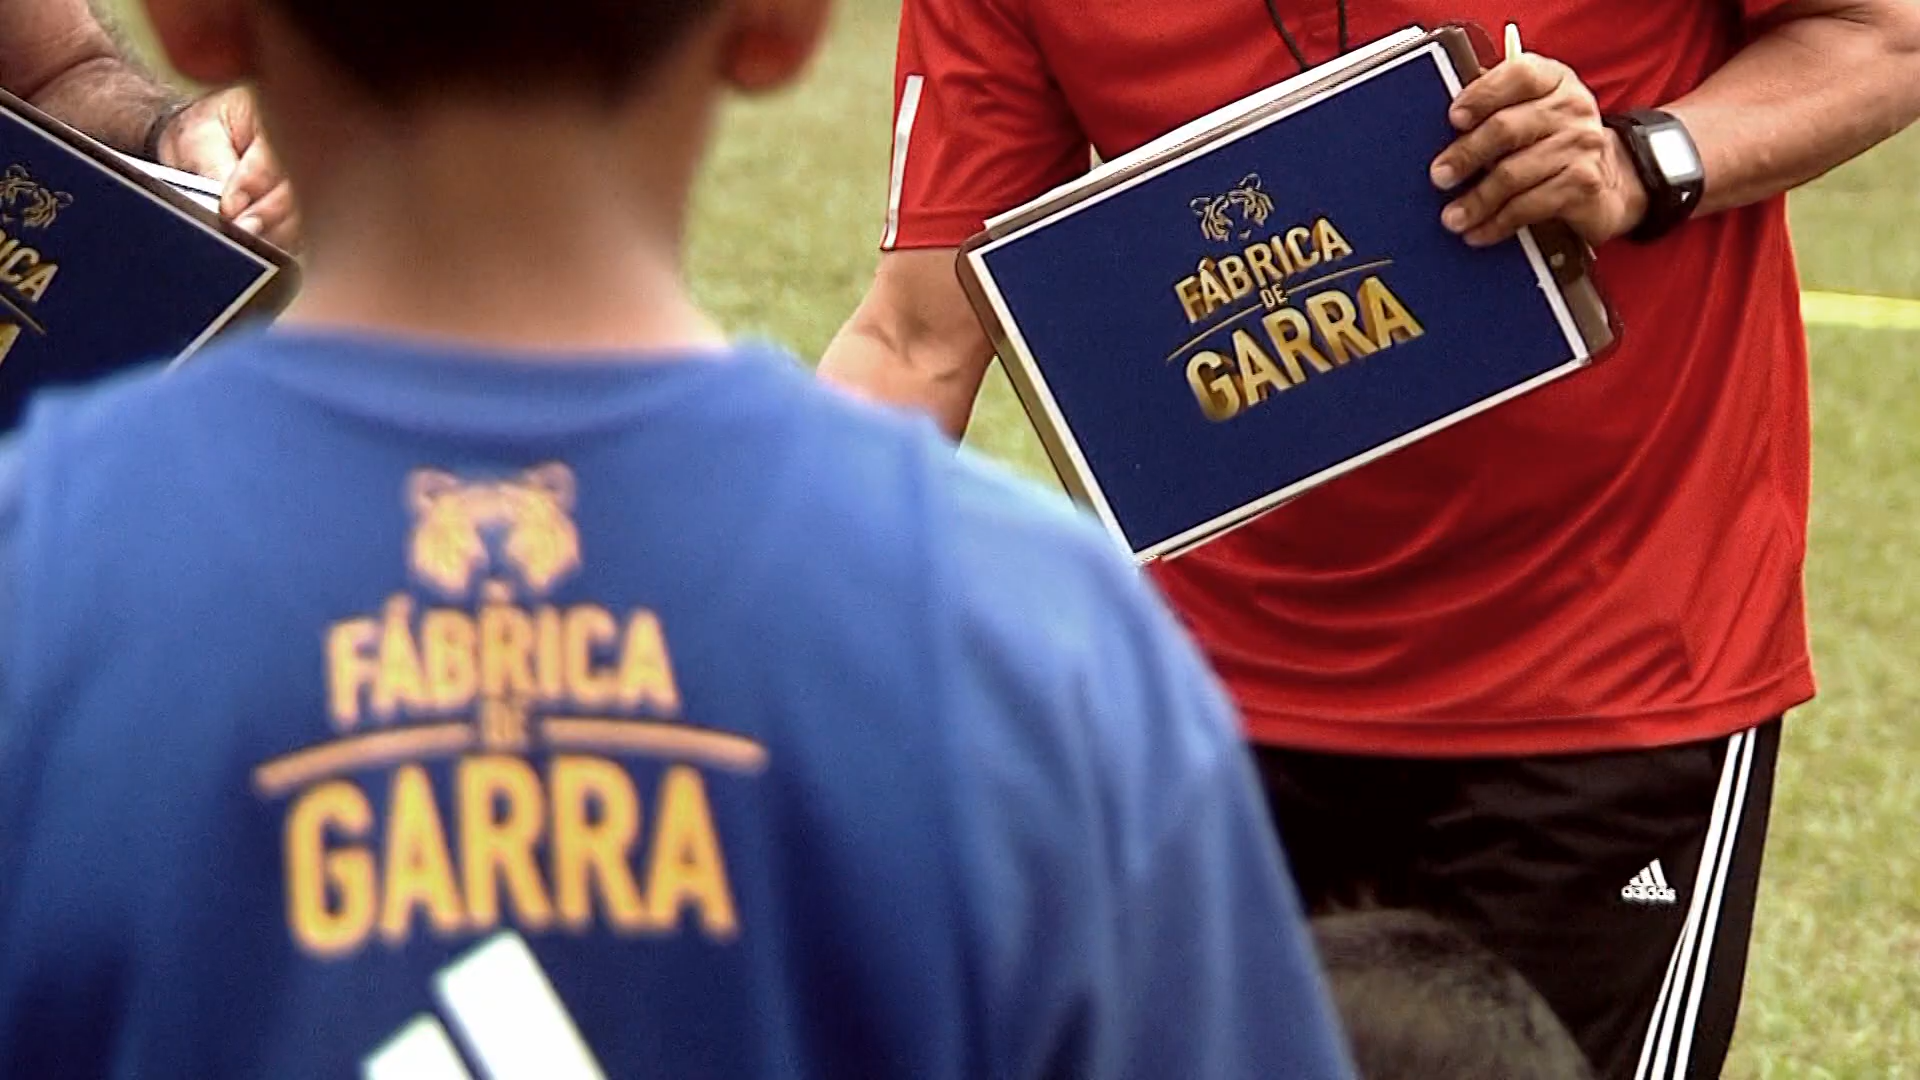 FÁBRICA
DE
GARRA
FÁBRICA
DE
GARRA
adidas